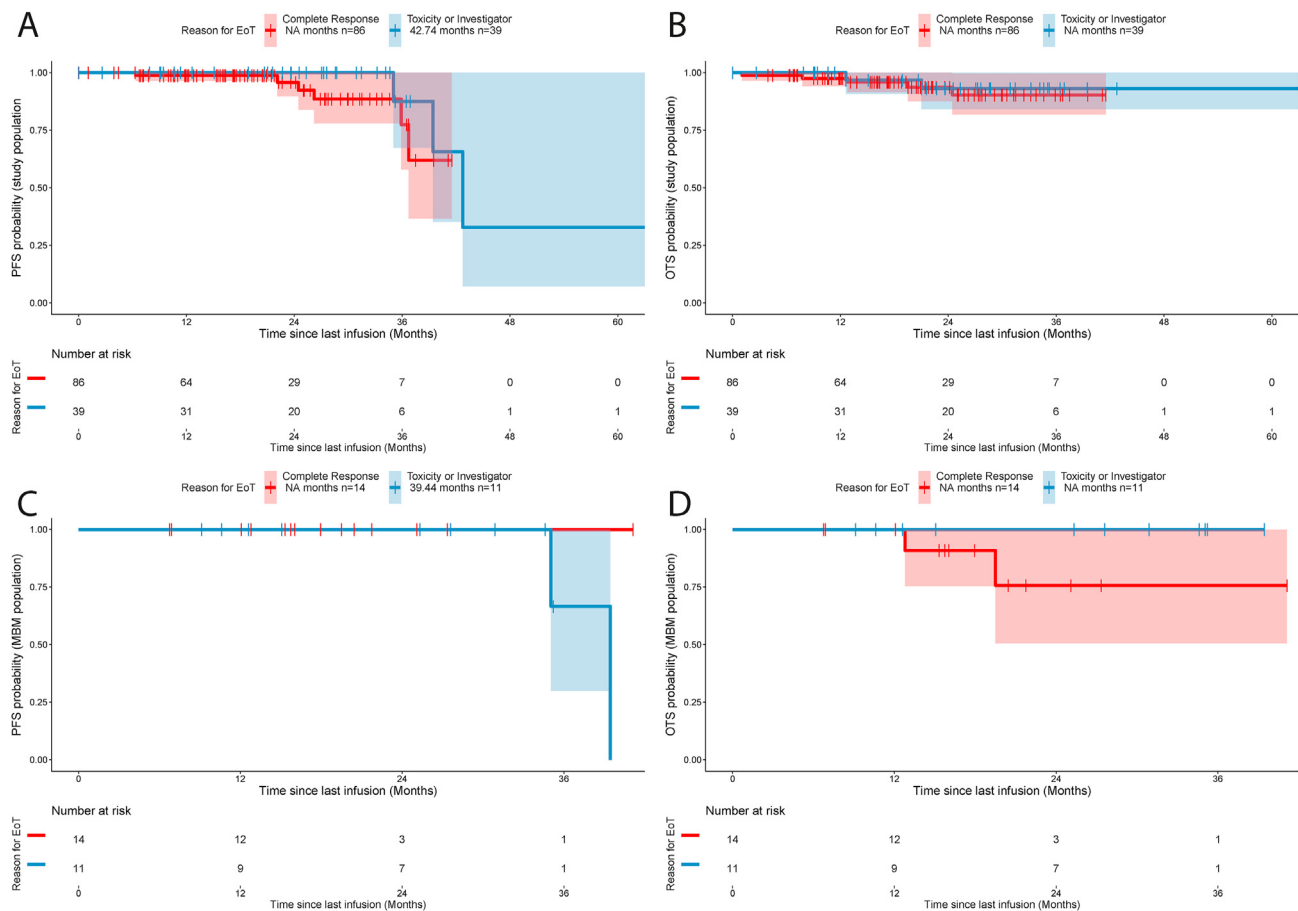 A
Reason for EoT
Complete Response
NA months n=86
Toxicity or Investigator
42.74 months n=39
PFS probability (study population)
1.00
0.75
0.50
0.25
0.00
0 12 24 36 48 60
Time since last infusion (Months)
Number at risk
Reason for EoT
86 64 29 7 0 0
39 31 20 6 1 1
0 12 24 36 48 60
Time since last infusion (Months)
B
Reason for EoT
Complete Response
NA months n=86
Toxicity or Investigator
NA months n=39
OTS probability (study population)
1.00
0.75
0.50
0.25
0.00
0 12 24 36 48 60
Time since last infusion (Months)
Number at risk
Reason for EoT
86 64 29 7 0 0
39 31 20 6 1 1
0 12 24 36 48 60
Time since last infusion (Months)
C
Reason for EoT
Complete Response
NA months n=14
Toxicity or Investigator
39.44 months n=11
PFS probability (MBM population)
1.00
0.75
0.50
0.25
0.00
0 12 24 36
Time since last infusion (Months)
Number at risk
Reason for EoT
14 12 3 1
11 9 7 1
0 12 24 36
Time since last infusion (Months)
D
Reason for EoT
Complete Response
NA months n=14
Toxicity or Investigator
NA months n=11
OTS probability (MBM population)
1.00
0.75
0.50
0.25
0.00
0 12 24 36
Time since last infusion (Months)
Number at risk
Reason for EoT
14 12 3 1
11 9 7 1
0 12 24 36
Time since last infusion (Months)